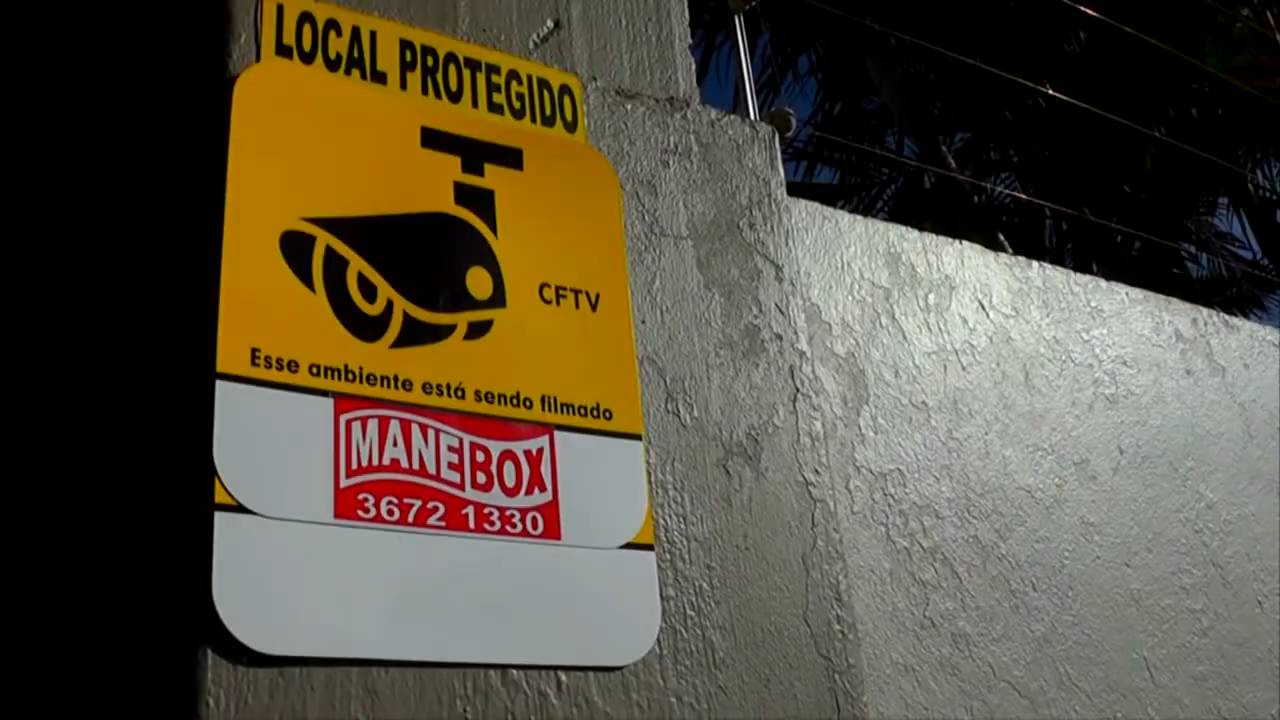 LOCAL PROTEGIDO
CFTV
Esse ambiente está sendo filmado
MANEBOX
3672 1330